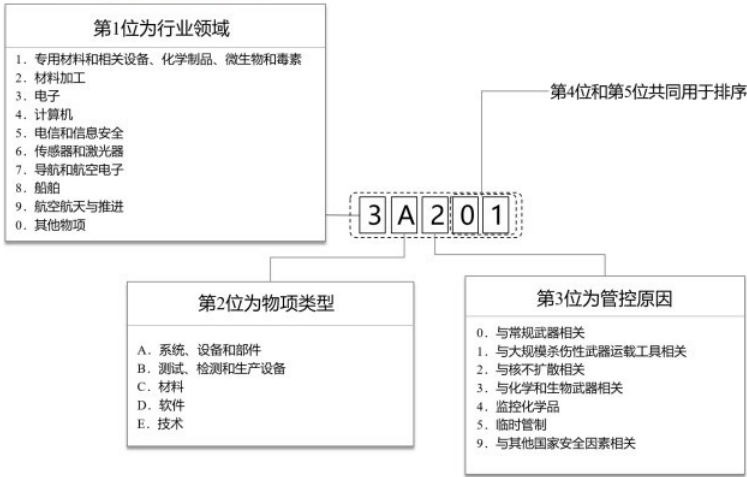 第1位为行业领域
1. 专用材料和相关设备、化学制品、微生物和毒素
2. 材料加工
3. 电子
4. 计算机
5. 电信和信息安全
6. 传感器和激光器
7. 导航和航空电子
8. 船舶
9. 航空航天与推进
0. 其他物项
第4位和第5位共同用于排序
3 A 2 0 1
第2位为物项类型
A. 系统、设备和部件
B. 测试、检测和生产设备
C. 材料
D. 软件
E. 技术
第3位为管控原因
0. 与常规武器相关
1. 与大规模杀伤性武器运载工具相关
2. 与核不扩散相关
3. 与化学和生物武器相关
4. 监控化学品
5. 临时管制
9. 与其他国家安全因素相关